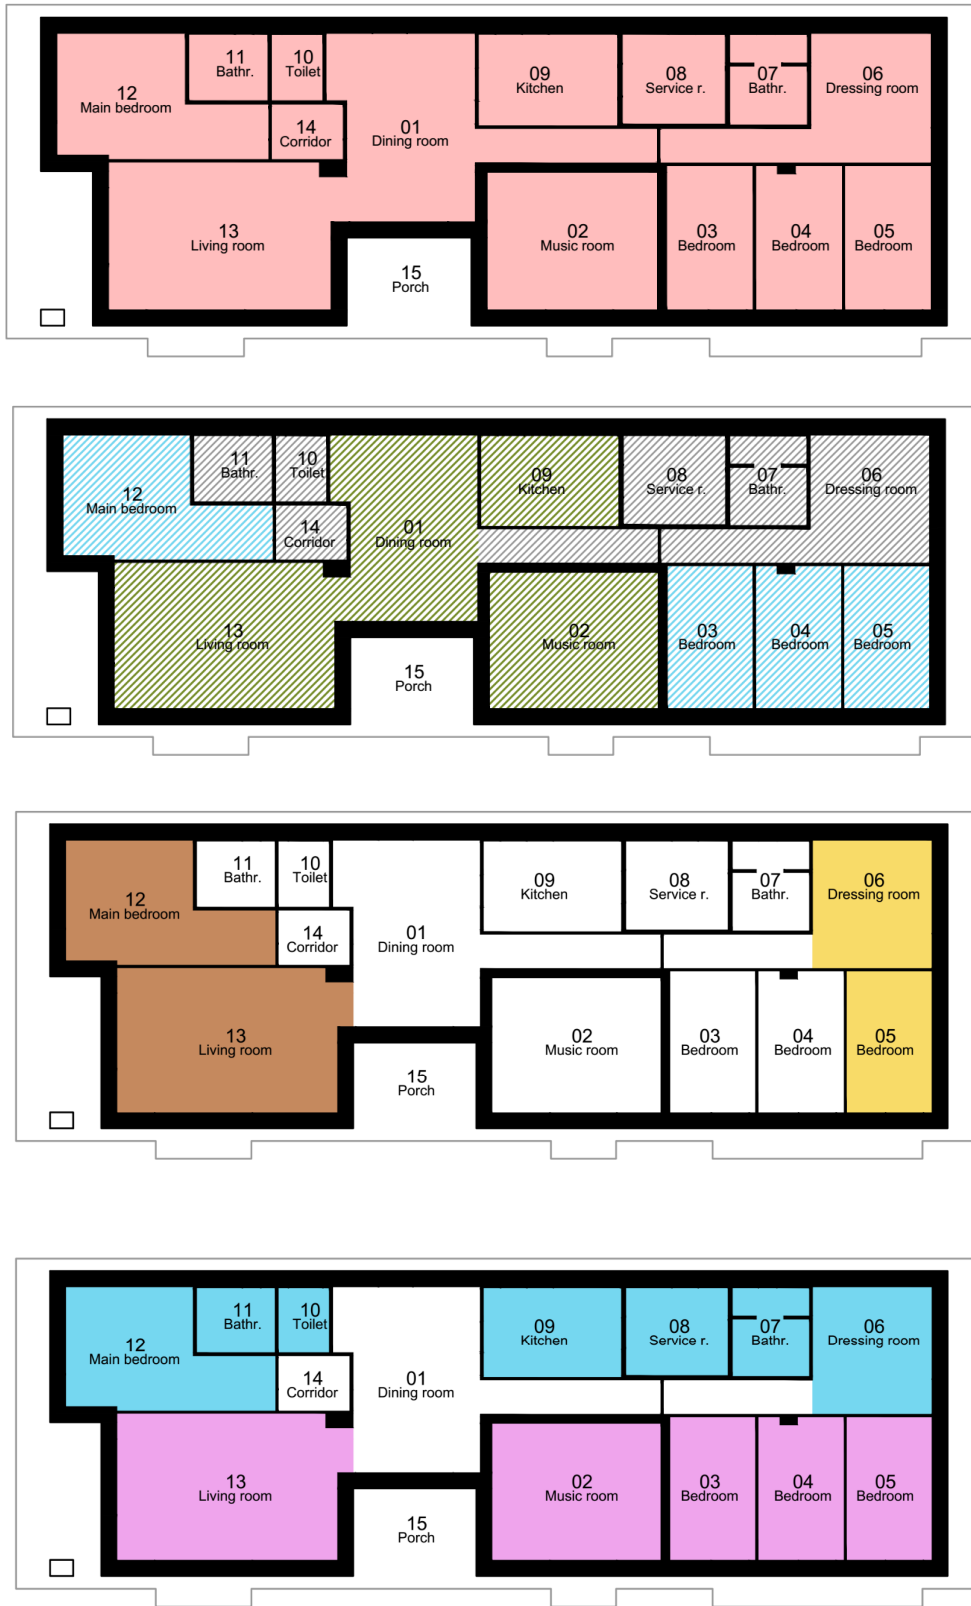 11
Bathr.
10
Toilet
09
Kitchen
08
Service r.
07
Bathr.
06
Dressing room
12
Main bedroom
14
Corridor
01
Dining room
13
Living room
02
Music room
03
Bedroom
04
Bedroom
05
Bedroom
15
Porch
11
Bathr.
10
Toilet
09
Kitchen
08
Service r.
07
Bathr.
06
Dressing room
12
Main bedroom
14
Corridor
01
Dining room
13
Living room
02
Music room
03
Bedroom
04
Bedroom
05
Bedroom
15
Porch
11
Bathr.
10
Toilet
09
Kitchen
08
Service r.
07
Bathr.
06
Dressing room
12
Main bedroom
14
Corridor
01
Dining room
13
Living room
02
Music room
03
Bedroom
04
Bedroom
05
Bedroom
15
Porch
11
Bathr.
10
Toilet
09
Kitchen
08
Service r.
07
Bathr.
06
Dressing room
12
Main bedroom
14
Corridor
01
Dining room
13
Living room
02
Music room
03
Bedroom
04
Bedroom
05
Bedroom
15
Porch